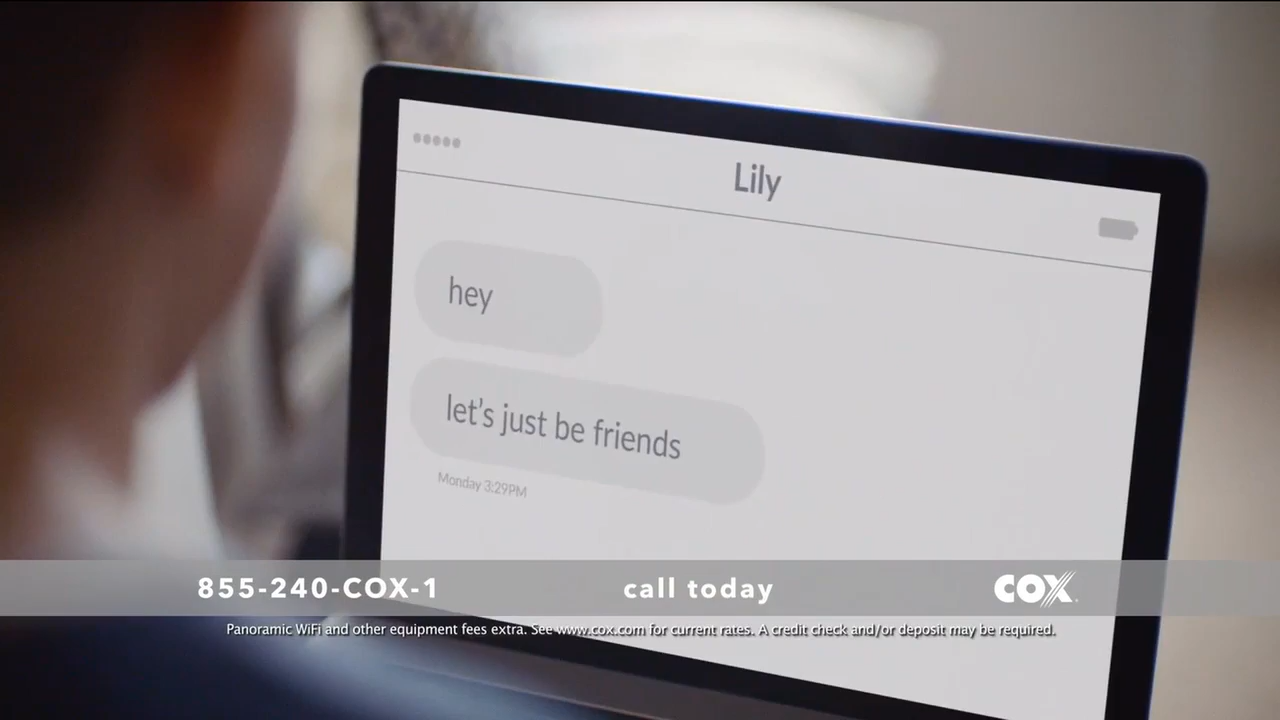 Lily
hey
let's just be friends
Monday 3:29PM
855-240-COX-1 call today COX
Panoramic WiFi and other equipment fees extra. See www.cox.com for current rates. A credit check and/or deposit may be required.